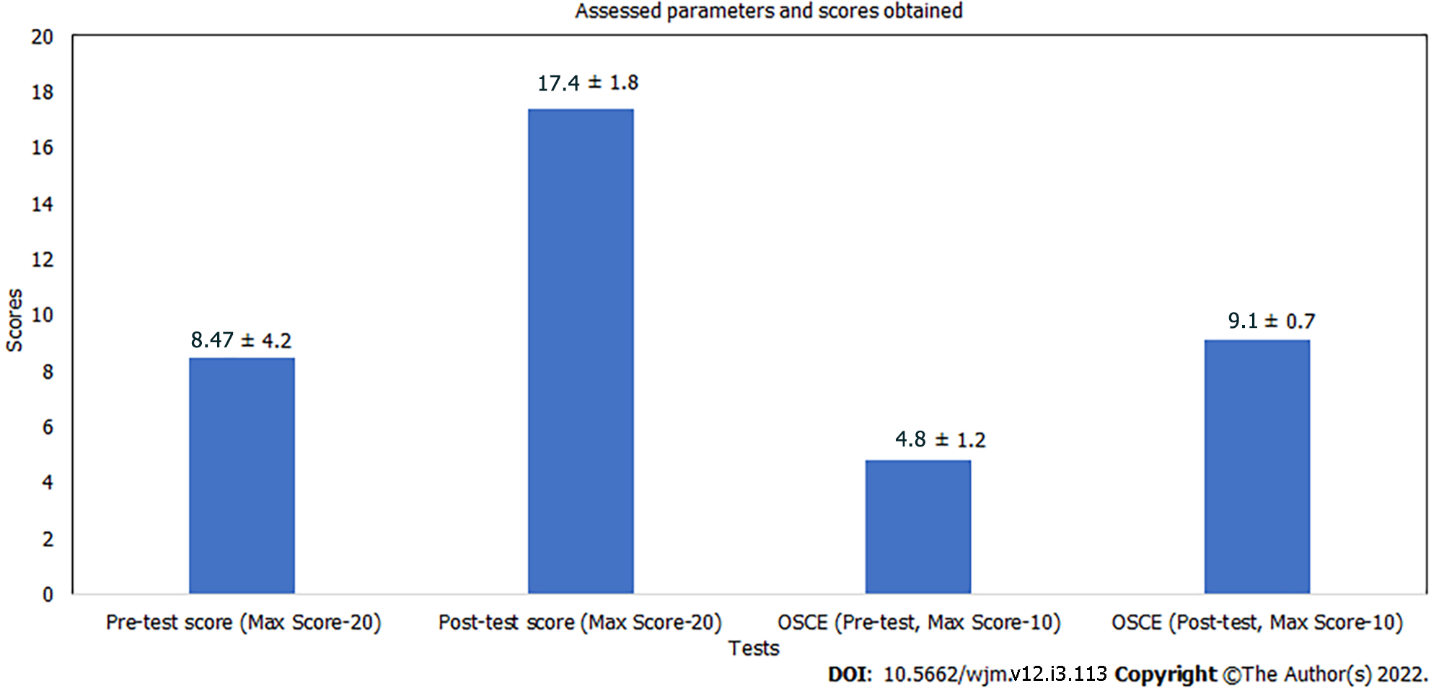 Assessed parameters and scores obtained
20
18
16
14
12
10
8
6
4
2
0
Scores
8.47 ± 4.2
17.4 ± 1.8
4.8 ± 1.2
9.1 ± 0.7
Pre-test score (Max Score-20)
Post-test score (Max Score-20)
OSCE (Pre-test, Max Score-10)
OSCE (Post-test, Max Score-10)
Tests
DOI: 10.5662/wjm.v12.i3.113 Copyright ©The Author(s) 2022.